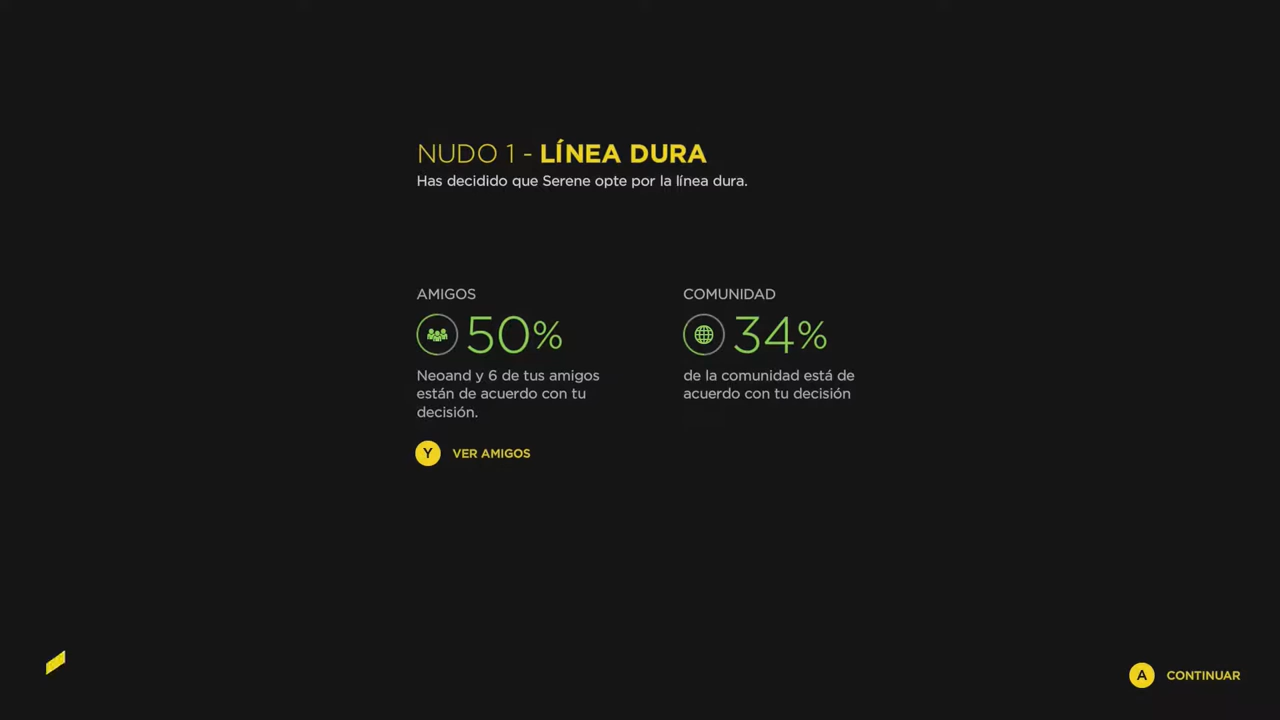 NUDO 1 - LÍNEA DURA
Has decidido que Serene opte por la línea dura.
AMIGOS
50%
Neoand y 6 de tus amigos
están de acuerdo con tu
decisión.
Y VER AMIGOS
COMUNIDAD
34%
de la comunidad está de
acuerdo con tu decisión
A CONTINUAR